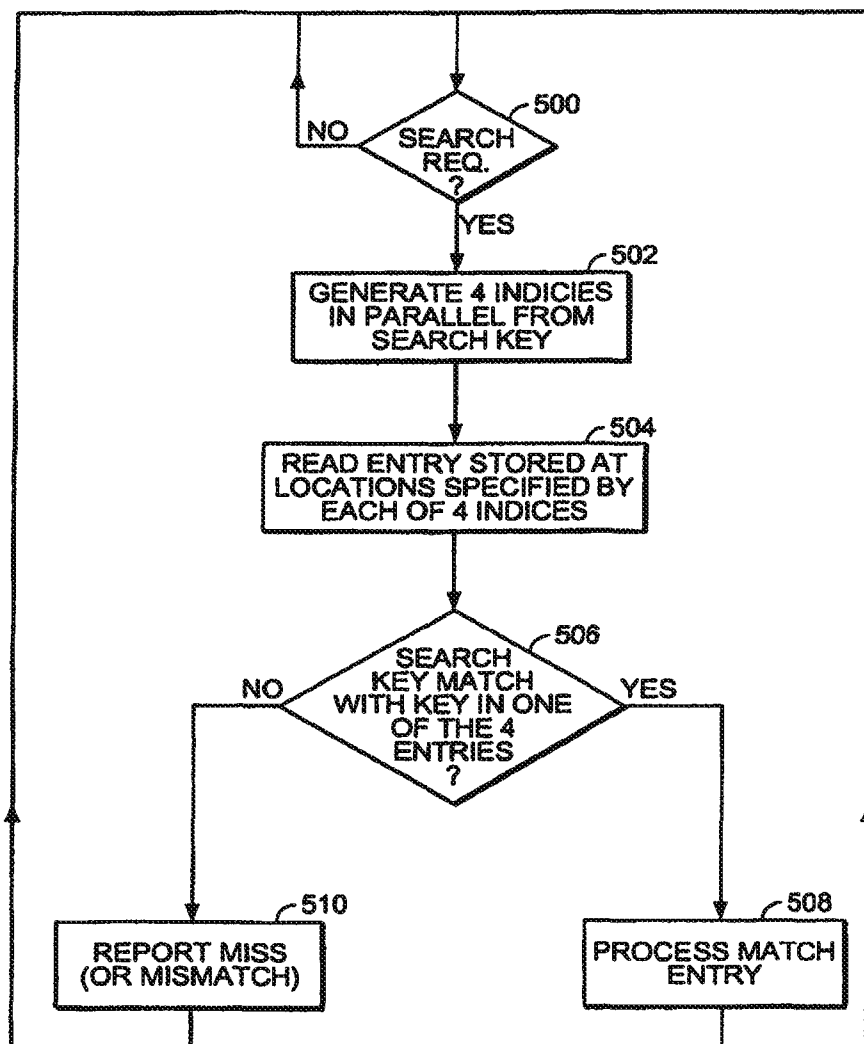 500
NO
SEARCH
REQ.
?
YES
502
GENERATE 4 INDICIES
IN PARALLEL FROM
SEARCH KEY
504
READ ENTRY STORED AT
LOCATIONS SPECIFIED BY
EACH OF 4 INDICES
506
NO
SEARCH
KEY MATCH
WITH KEY IN ONE
OF THE 4
ENTRIES
?
YES
510
REPORT MISS
(OR MISMATCH)
508
PROCESS MATCH
ENTRY